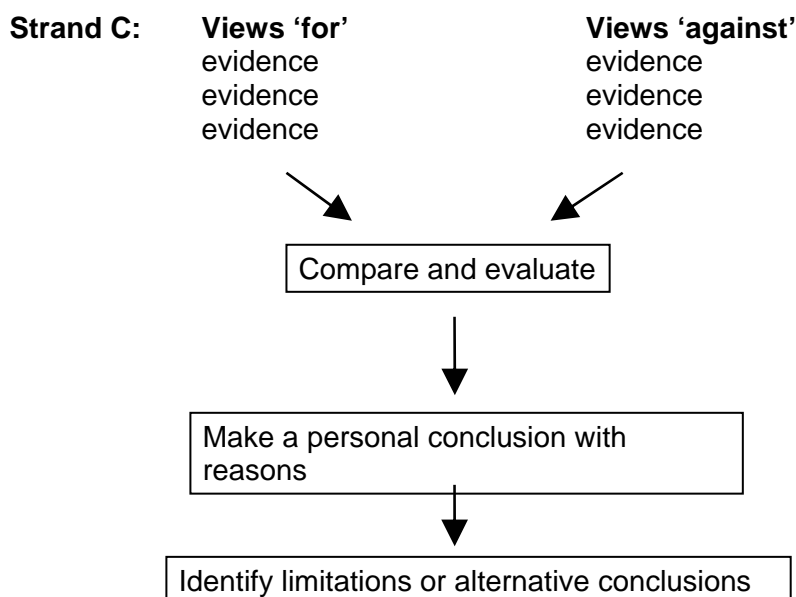 Strand C: Views ‘for’ Views ‘against’
evidence evidence
evidence evidence
evidence evidence
Compare and evaluate
Make a personal conclusion with
reasons
Identify limitations or alternative conclusions